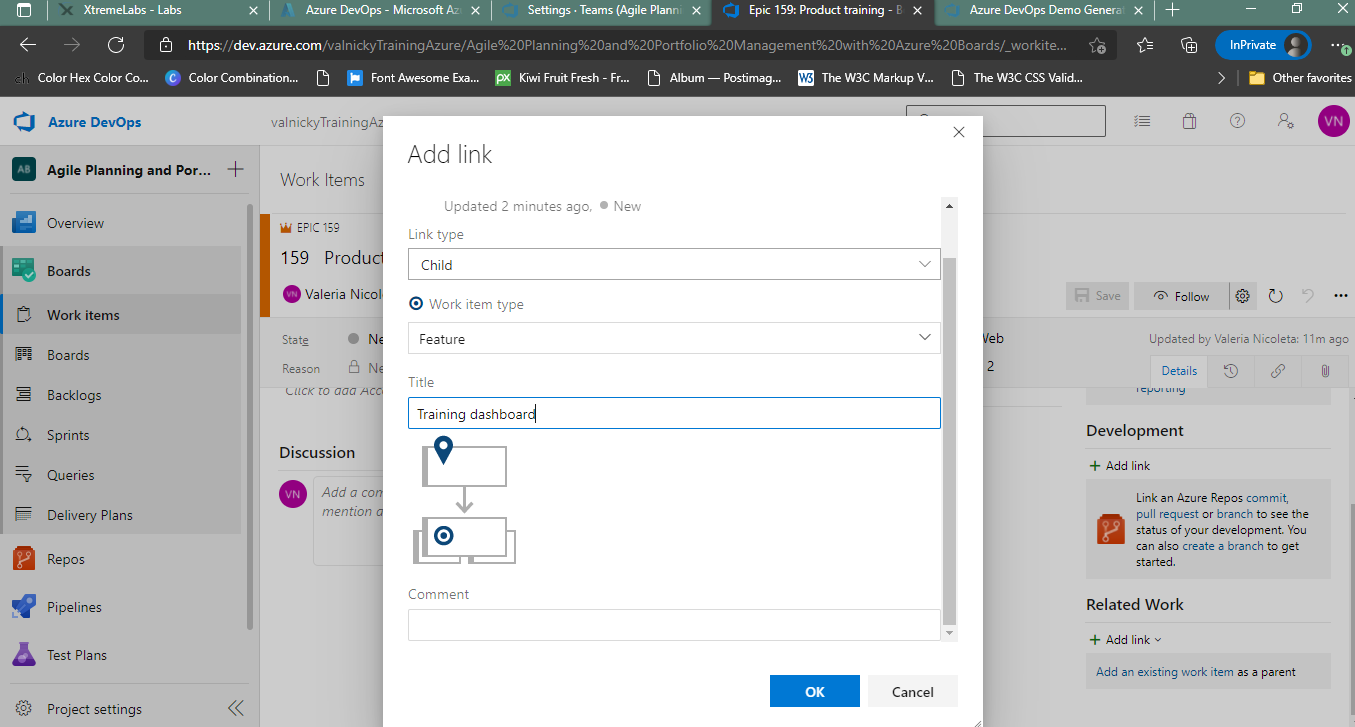 XtremeLabs - Labs
Azure DevOps - Microsoft Az
Settings · Teams (Agile Planni
Epic 159: Product training - B
Azure DevOps Demo Genera
https://dev.azure.com/valnickyTrainingAzure/Agile%20Planning%20and%20Portfolio%20Management%20with%20Azure%20Boards/_workite...
InPrivate
ch Color Hex Color Co...
C Color Combination...
Font Awesome Exa...
px Kiwi Fruit Fresh - Fr...
Album — Postimag...
W3 The W3C Markup V...
The W3C CSS Valid...
Other favorites
Azure DevOps
valnickyTrainingAz
VN
AB Agile Planning and Por...
Overview
Boards
Work items
Boards
Backlogs
Sprints
Queries
Delivery Plans
Repos
Pipelines
Test Plans
Project settings
Work Items
EPIC 159
159 Product
VN Valeria Nicol
State Ne
Reason Ne
Click to add Acc
Discussion
VN Add a com
mention a
Add link
Updated 2 minutes ago, New
Link type
Child
Work item type
Feature
Title
Training dashboard
Comment
OK
Cancel
Save
Follow
Web
2
Updated by Valeria Nicoleta: 11m ago
Details
reporting
Development
+ Add link
Link an Azure Repos commit,
pull request or branch to see the
status of your development. You
can also create a branch to get
started.
Related Work
+ Add link
Add an existing work item as a parent